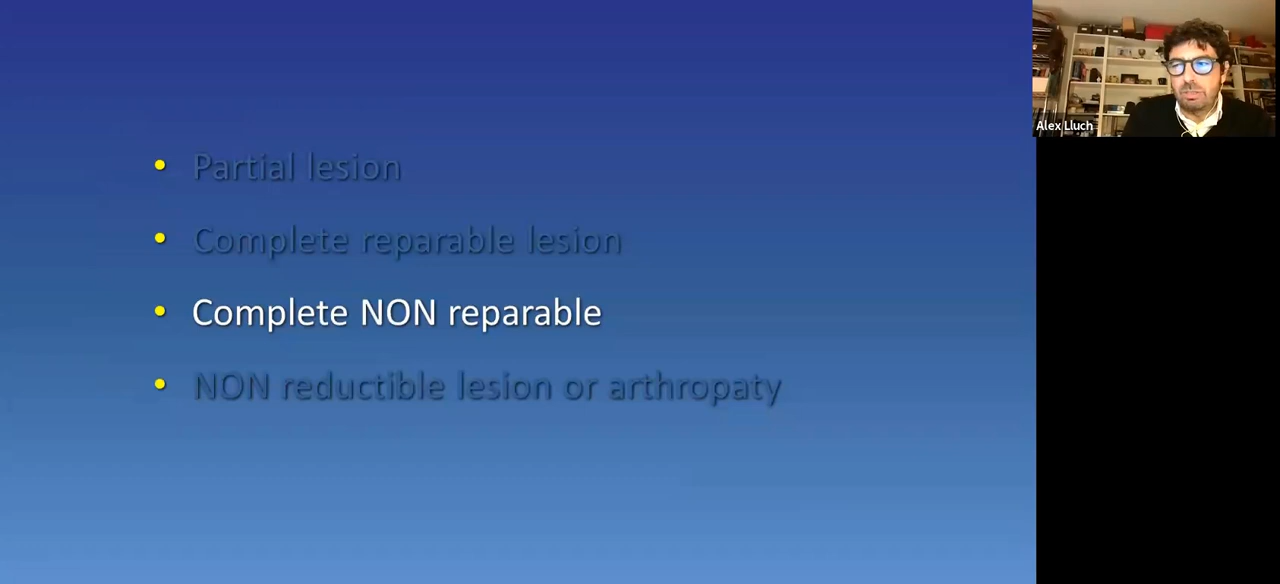 Partial lesion
Complete reparable lesion
Complete NON reparable
NON reductible lesion or arthropaty
Alex Lluch